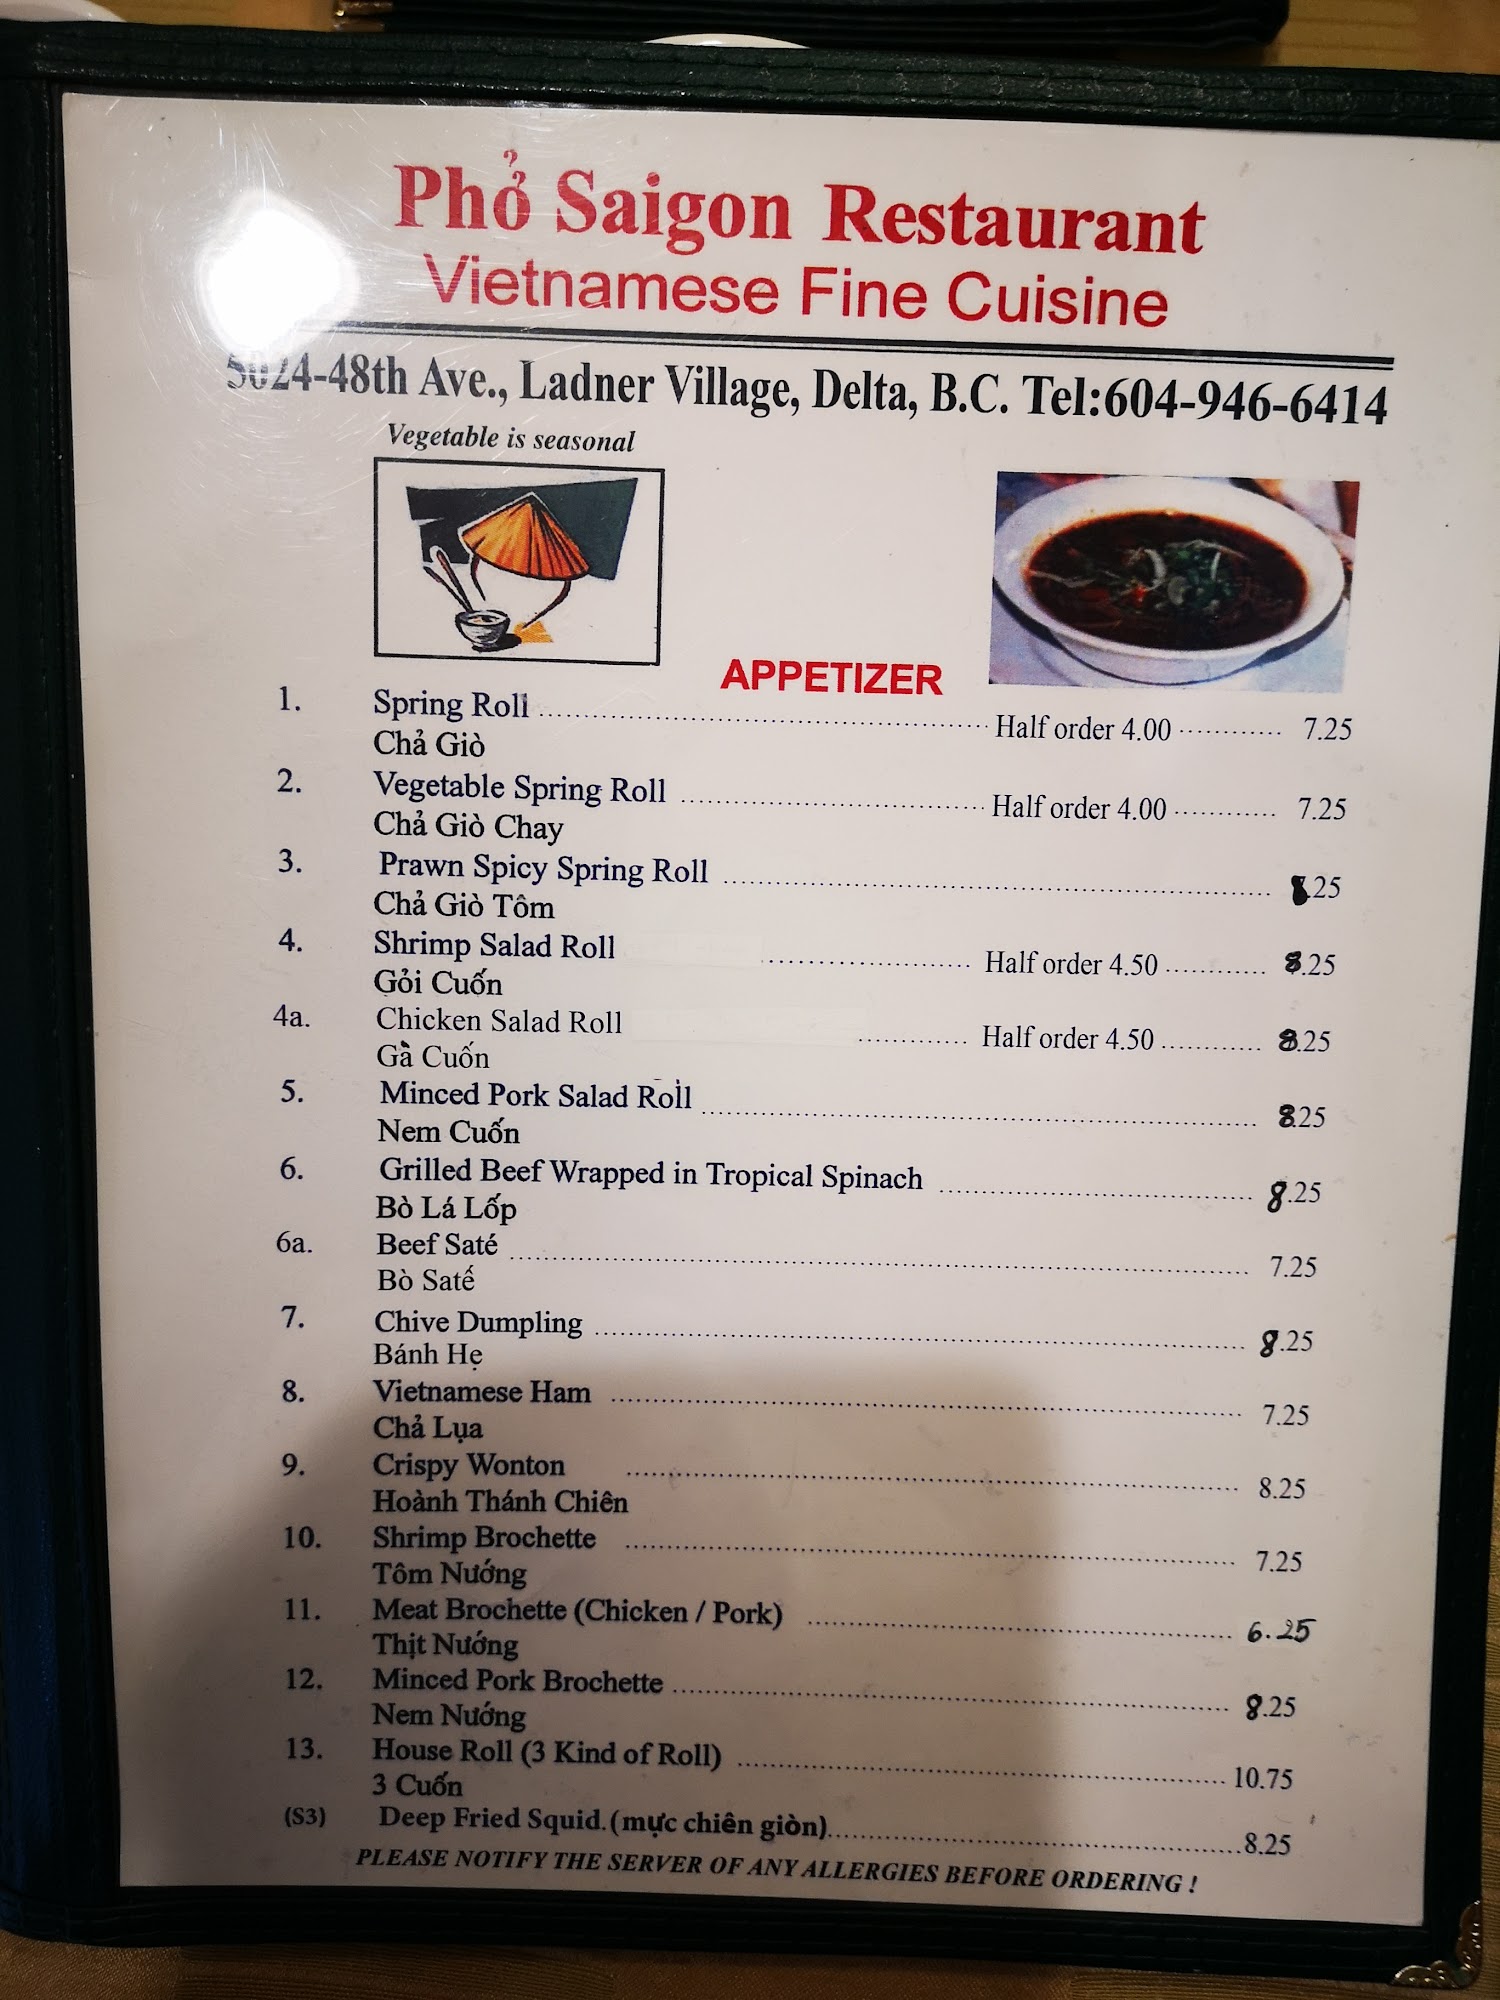 Phở Saigon Restaurant
Vietnamese Fine Cuisine
5024-48th Ave., Ladner Village, Delta, B.C. Tel:604-946-6414
Vegetable is seasonal
APPETIZER
1. Spring Roll Half order 4.00 7.25
Chả Giò
2. Vegetable Spring Roll Half order 4.00 7.25
Chả Giò Chay
3. Prawn Spicy Spring Roll 8.25
Chả Giò Tôm
4. Shrimp Salad Roll Half order 4.50 8.25
Gỏi Cuốn
4a. Chicken Salad Roll Half order 4.50 8.25
Gà Cuốn
5. Minced Pork Salad Roll 8.25
Nem Cuốn
6. Grilled Beef Wrapped in Tropical Spinach 8.25
Bò Lá Lốp
6a. Beef Saté 7.25
Bò Satế
7. Chive Dumpling 8.25
Bánh Hẹ
8. Vietnamese Ham 7.25
Chả Lụa
9. Crispy Wonton 8.25
Hoành Thánh Chiên
10. Shrimp Brochette 7.25
Tôm Nướng
11. Meat Brochette (Chicken / Pork) 6.25
Thịt Nướng
12. Minced Pork Brochette 8.25
Nem Nướng
13. House Roll (3 Kind of Roll) 10.75
3 Cuốn
(S3) Deep Fried Squid.(mực chiên giòn) 8.25
PLEASE NOTIFY THE SERVER OF ANY ALLERGIES BEFORE ORDERING !